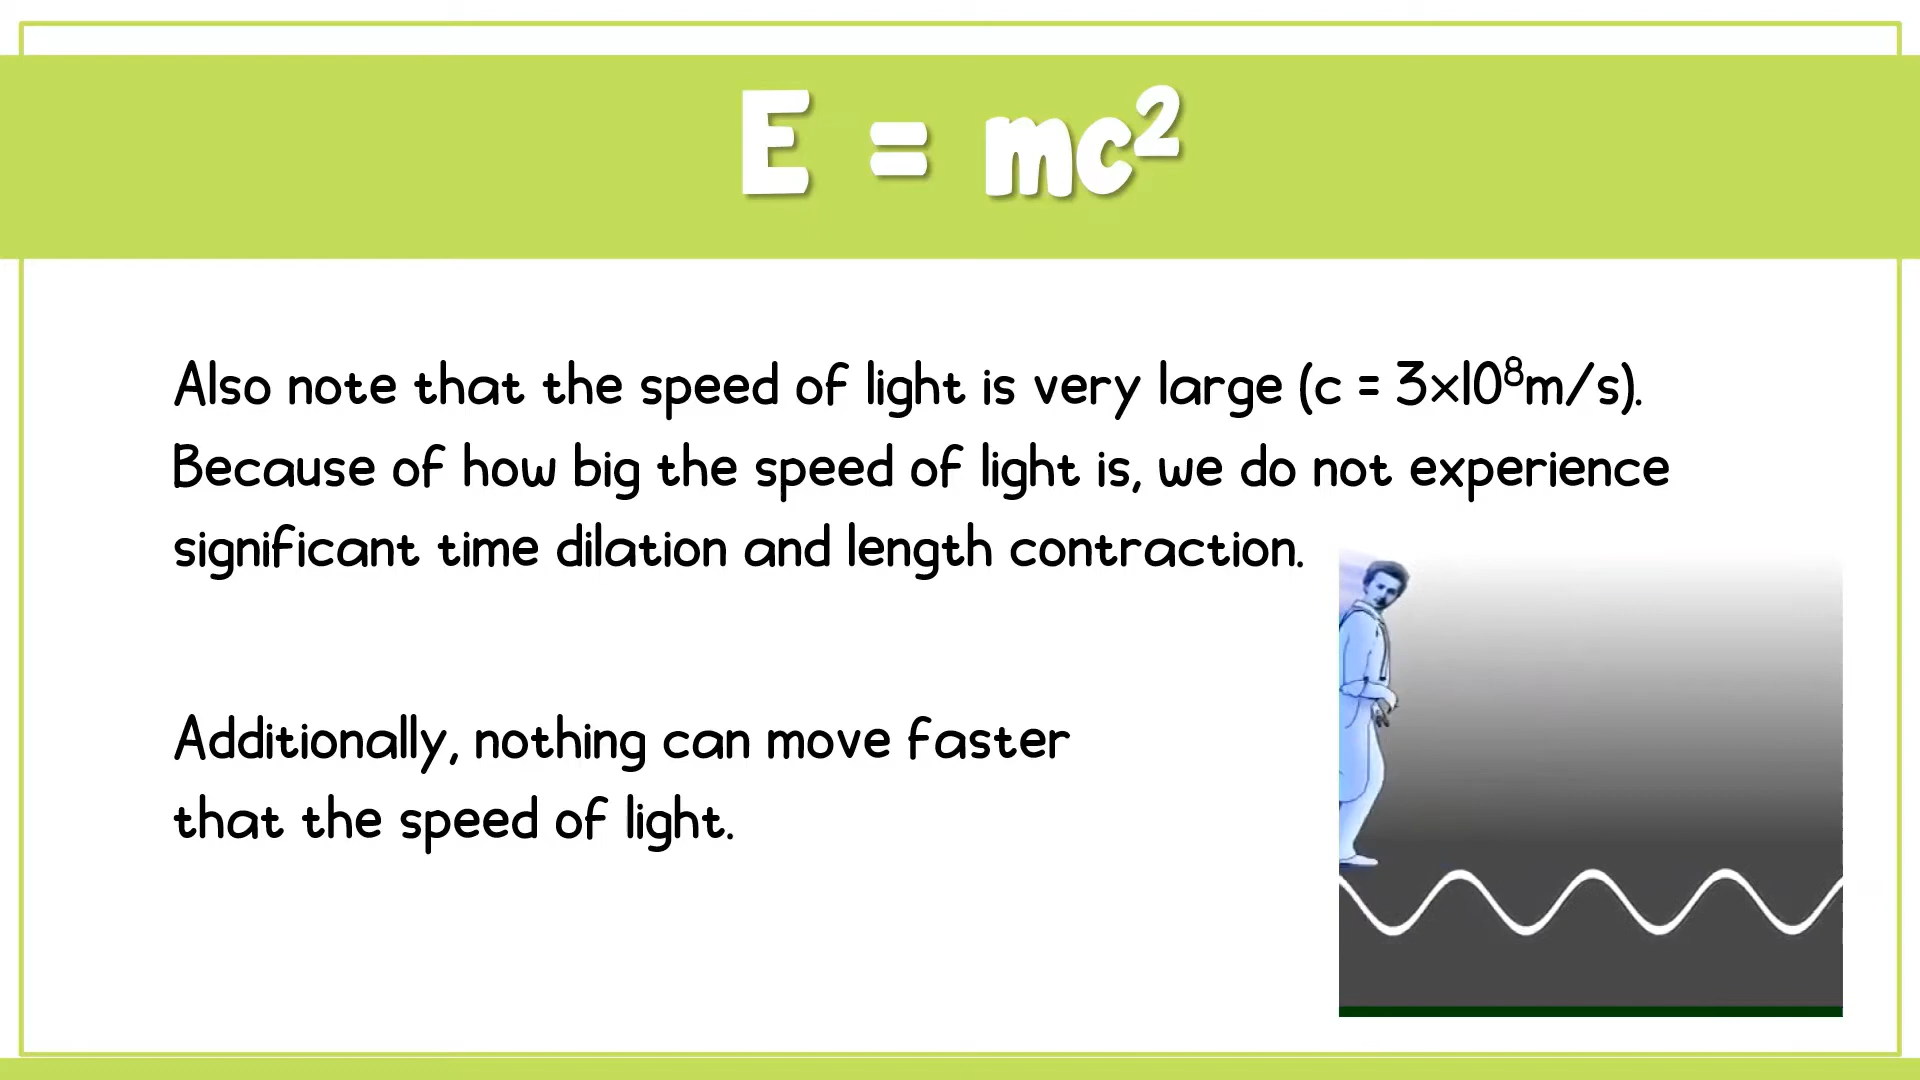 E = mc²
Also note that the speed of light is very large (c = 3x10⁸m/s).
Because of how big the speed of light is, we do not experience
significant time dilation and length contraction.
Additionally, nothing can move faster
that the speed of light.